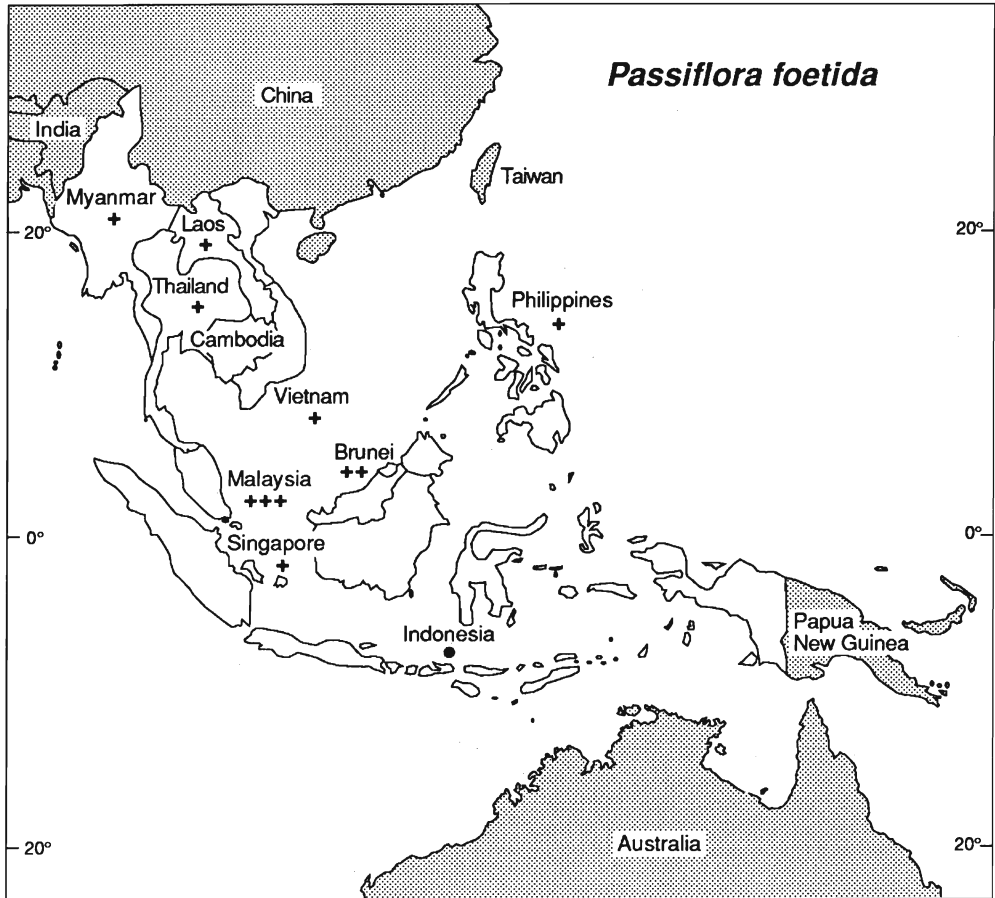 Passiflora foetida
China
India
Taiwan
Myanmar
+
Laos
+
20°
20°
Thailand
+
Philippines
+
Cambodia
Vietnam
+
Brunei
++
Malaysia
+++
0°
0°
Singapore
+
Indonesia
●
Papua
New Guinea
Australia
20°
20°